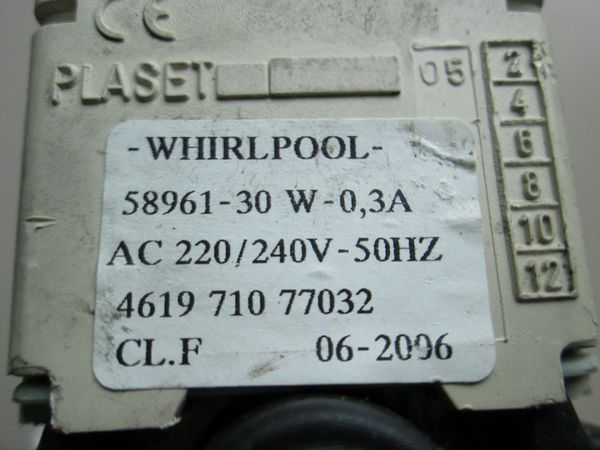 CE
PLASET 05
2
4
6
8
10
12
-WHIRLPOOL-
58961-30 W-0,3A
AC 220/240V-50HZ
4619 710 77032
CL.F 06-2006